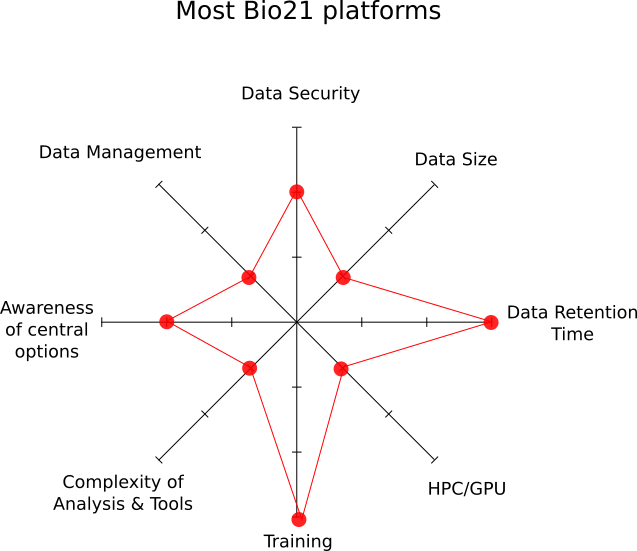 Most Bio21 platforms
Data Security
Data Management
Data Size
Awareness
of central
options
Data Retention
Time
Complexity of
Analysis & Tools
HPC/GPU
Training